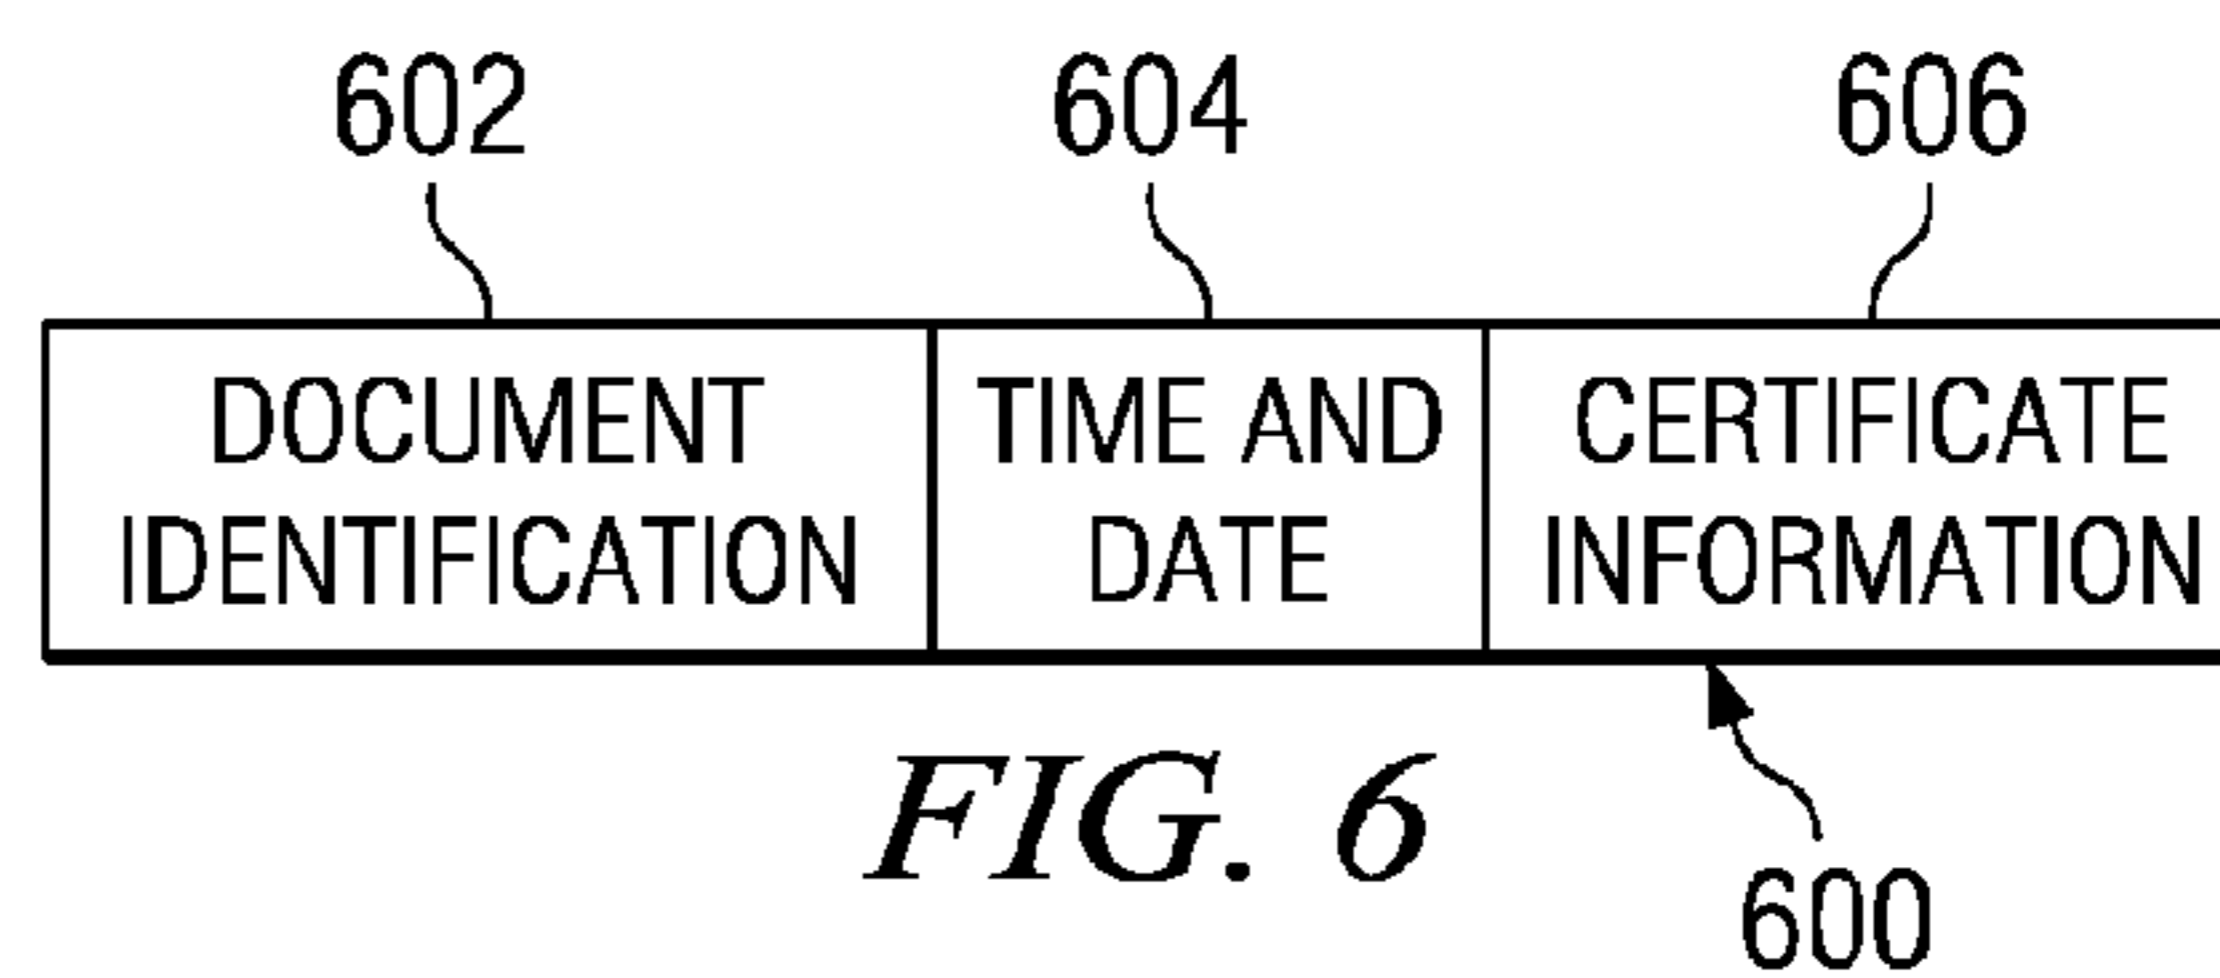 602 604 606
DOCUMENT TIME AND CERTIFICATE
IDENTIFICATION DATE INFORMATION
FIG. 6
600